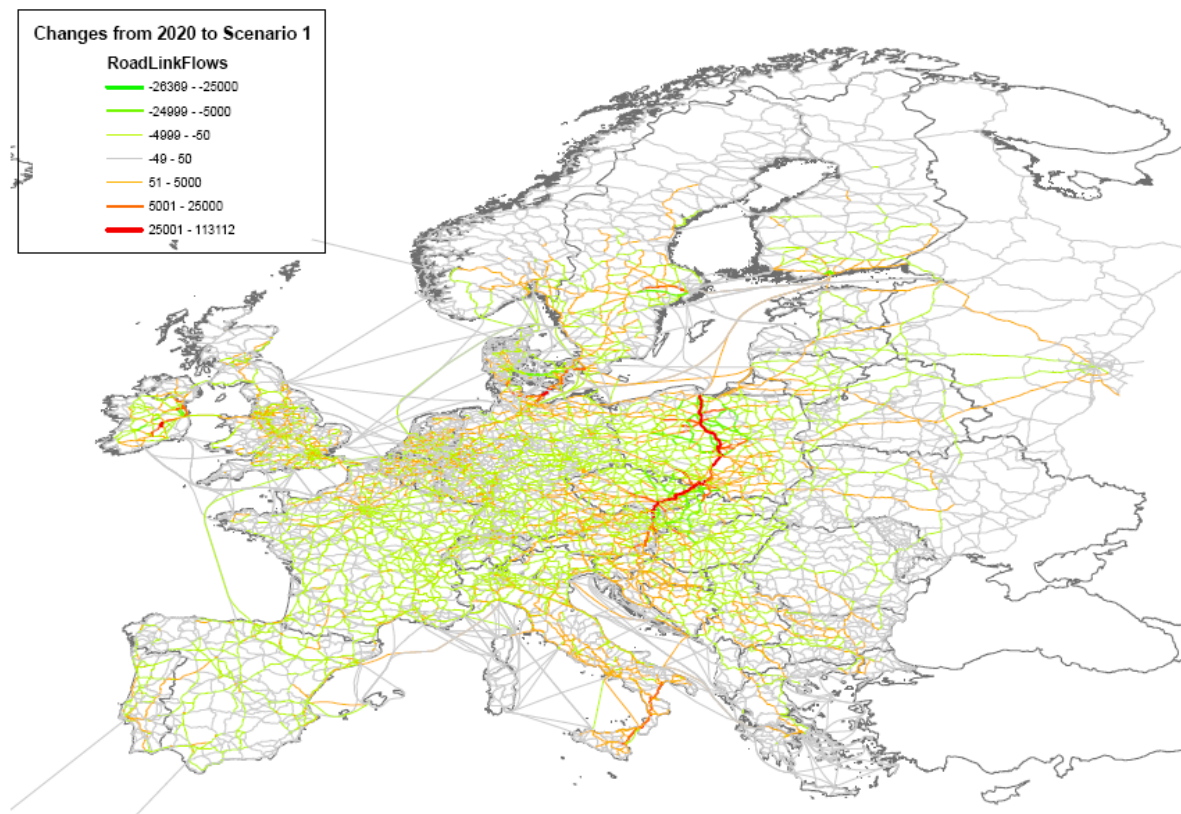 Changes from 2020 to Scenario 1
RoadLinkFlows
-26369 - -25000
-24999 - -5000
-4999 - -50
-49 - 50
51 - 5000
5001 - 25000
25001 - 113112